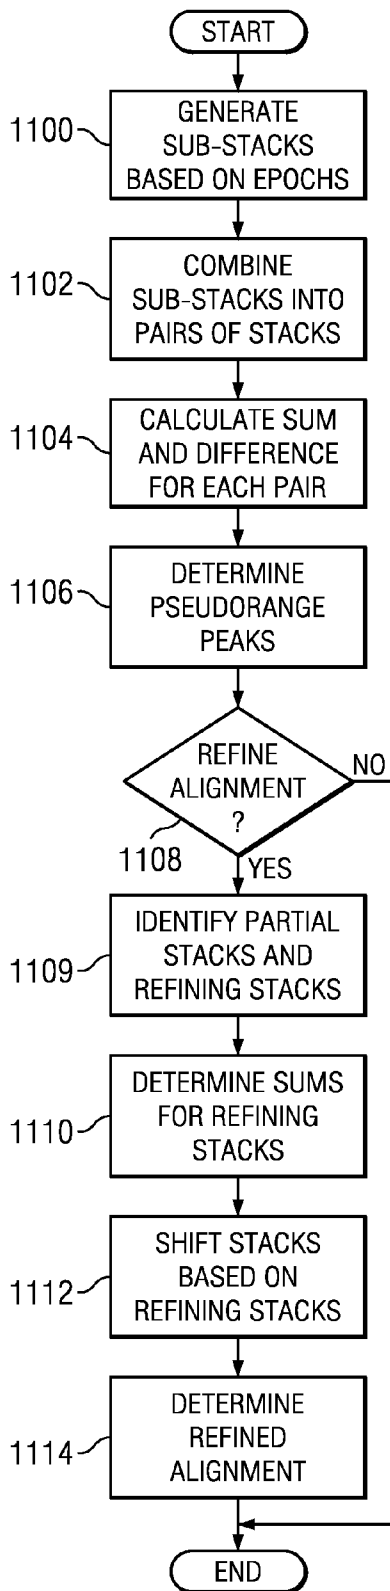 START
1100
GENERATE
SUB-STACKS
BASED ON EPOCHS
1102
COMBINE
SUB-STACKS INTO
PAIRS OF STACKS
1104
CALCULATE SUM
AND DIFFERENCE
FOR EACH PAIR
1106
DETERMINE
PSEUDORANGE
PEAKS
REFINE
ALIGNMENT
?
NO
1108
YES
1109
IDENTIFY PARTIAL
STACKS AND
REFINING STACKS
1110
DETERMINE SUMS
FOR REFINING
STACKS
1112
SHIFT STACKS
BASED ON
REFINING STACKS
1114
DETERMINE
REFINED
ALIGNMENT
END